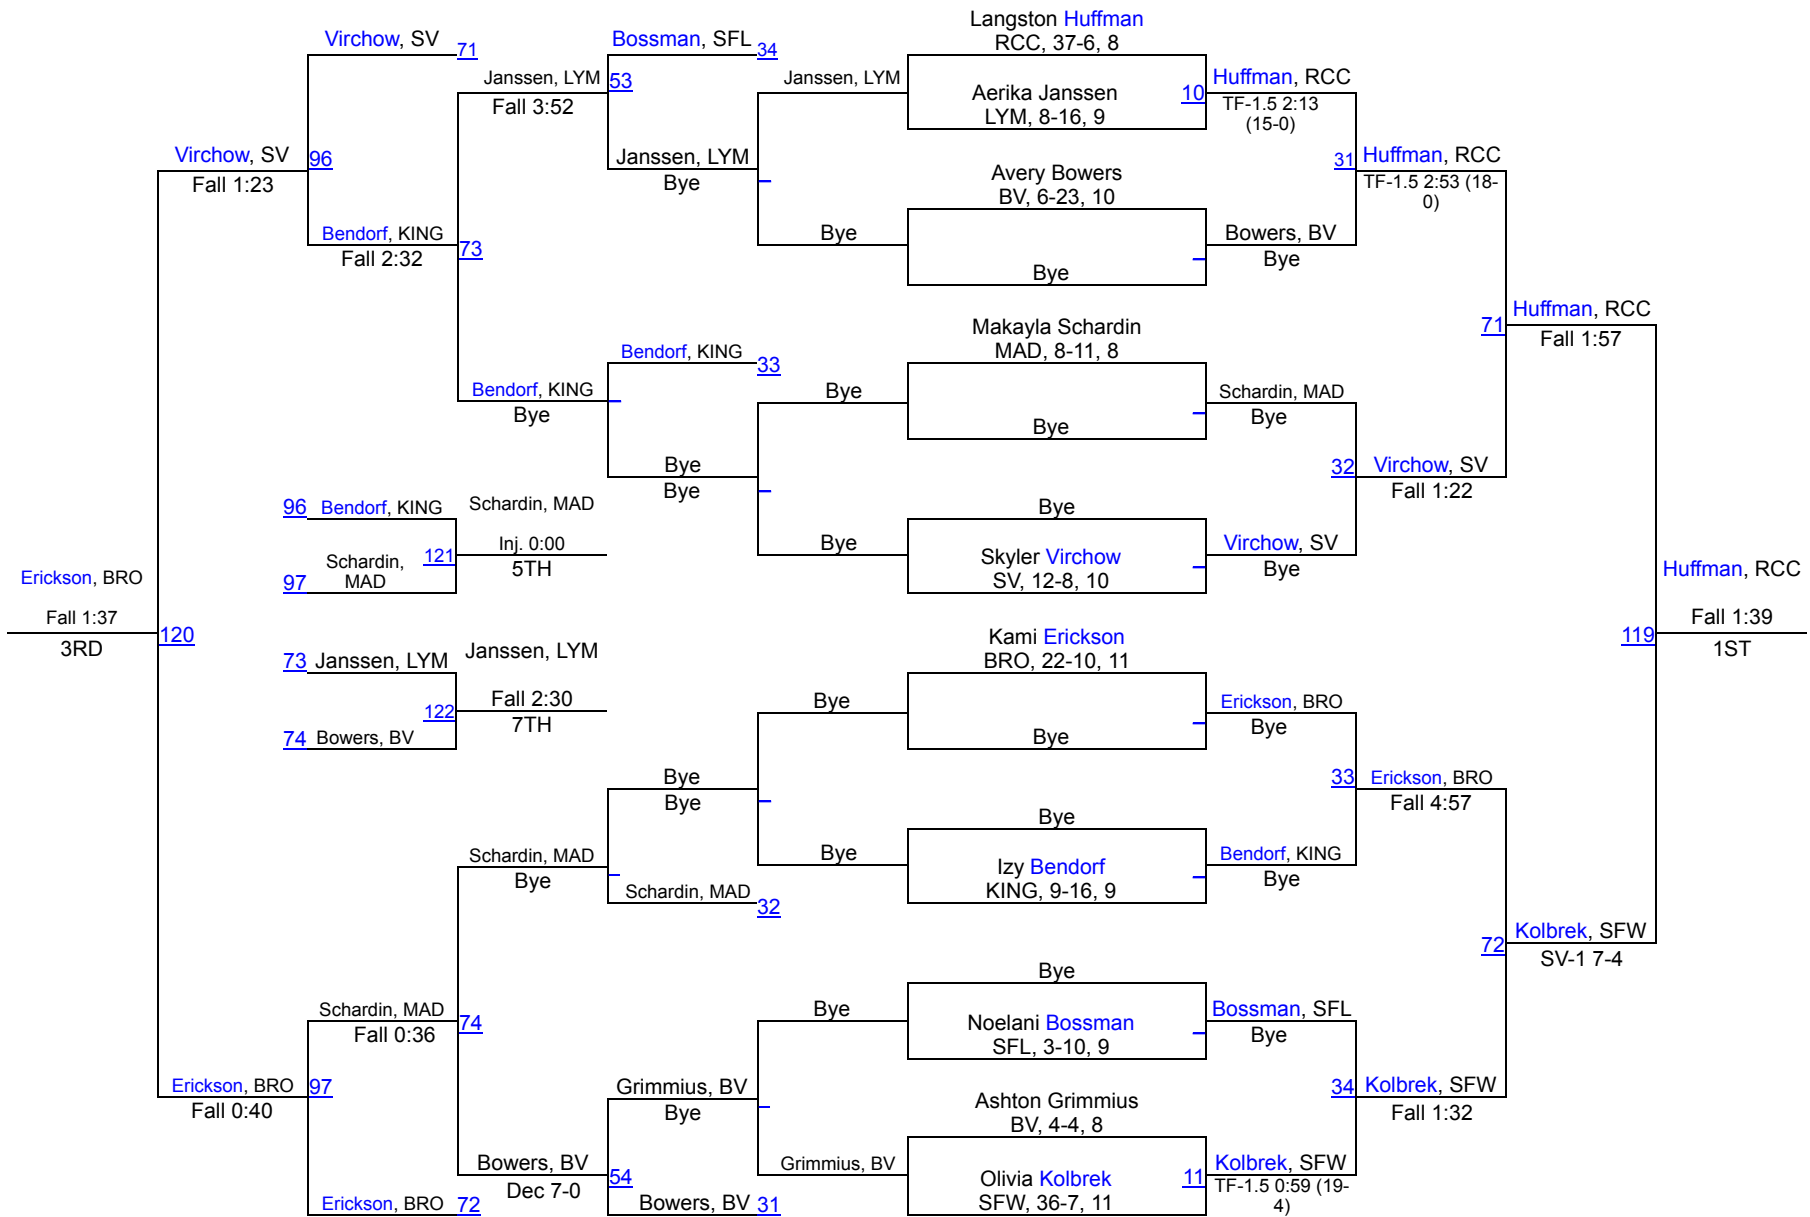 Langston Huffman
RCC, 37-6, 8
Virchow, SV
71
Bossman, SFL
34
Janssen, LYM
53
Fall 3:52
Janssen, LYM
Aerika Janssen
LYM, 8-16, 9
10
Huffman, RCC
TF-1.5 2:13
(15-0)
Virchow, SV
96
Fall 1:23
Janssen, LYM
Bye
Avery Bowers
BV, 6-23, 10
31
Huffman, RCC
TF-1.5 2:53 (18-
0)
Bendorf, KING
73
Fall 2:32
Bye
Bye
Bowers, BV
Bye
Makayla Schardin
MAD, 8-11, 8
71
Huffman, RCC
Fall 1:57
Bendorf, KING
33
Bendorf, KING
Bye
Bye
Bye
Schardin, MAD
Bye
Bye
Bye
32
Virchow, SV
Fall 1:22
96
Bendorf, KING
Schardin, MAD
Bye
Schardin,
MAD
97
121
Inj. 0:00
5TH
Bye
Skyler Virchow
SV, 12-8, 10
Virchow, SV
Bye
Erickson, BRO
Fall 1:37
3RD
120
Huffman, RCC
Fall 1:39
1ST
119
73
Janssen, LYM
Janssen, LYM
Kami Erickson
BRO, 22-10, 11
122
Fall 2:30
7TH
74
Bowers, BV
Bye
Bye
Erickson, BRO
Bye
Bye
Bye
33
Erickson, BRO
Fall 4:57
Bye
Schardin, MAD
Bye
Bye
Izy Bendorf
KING, 9-16, 9
Bendorf, KING
Bye
Schardin, MAD
32
72
Kolbrek, SFW
SV-1 7-4
Bye
Schardin, MAD
74
Fall 0:36
Bye
Noelani Bossman
SFL, 3-10, 9
Bossman, SFL
Bye
Erickson, BRO
97
Fall 0:40
Grimmius, BV
Bye
Ashton Grimmius
BV, 4-4, 8
34
Kolbrek, SFW
Fall 1:32
Bowers, BV
54
Dec 7-0
Grimmius, BV
Olivia Kolbrek
SFW, 36-7, 11
11
Kolbrek, SFW
TF-1.5 0:59 (19-
4)
Erickson, BRO
72
Bowers, BV
31